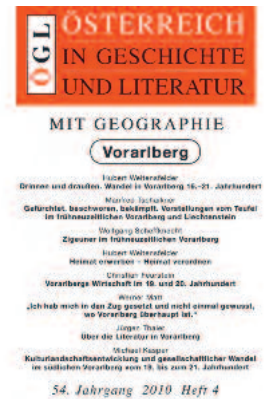 ÖGL
ÖSTERREICH
IN GESCHICHTE
UND LITERATUR
MIT GEOGRAPHIE
Vorarlberg
Hubert Weitensfelder
Drinnen und draußen. Wandel in Vorarlberg 16.–21. Jahrhundert
Manfred Tschaikner
Gefürchtet, beschworen, bekämpft. Vorstellungen vom Teufel
im frühneuzeitlichen Vorarlberg und Liechtenstein
Wolfgang Scheffknecht
Zigeuner im frühneuzeitlichen Vorarlberg
Hubert Weitensfelder
Heimat erwerben – Heimat verordnen
Christian Feurstein
Vorarlbergs Wirtschaft im 19. und 20. Jahrhundert
Werner Matt
„Ich hab mich in den Zug gesetzt und nicht einmal gewusst,
wo Vorarlberg überhaupt ist.“
Jürgen Thaler
Über die Literatur in Vorarlberg
Michael Kasper
Kulturlandschaftsentwicklung und gesellschaftlicher Wandel
im südlichen Vorarlberg vom 19. bis zum 21. Jahrhundert
54. Jahrgang 2010 Heft 4